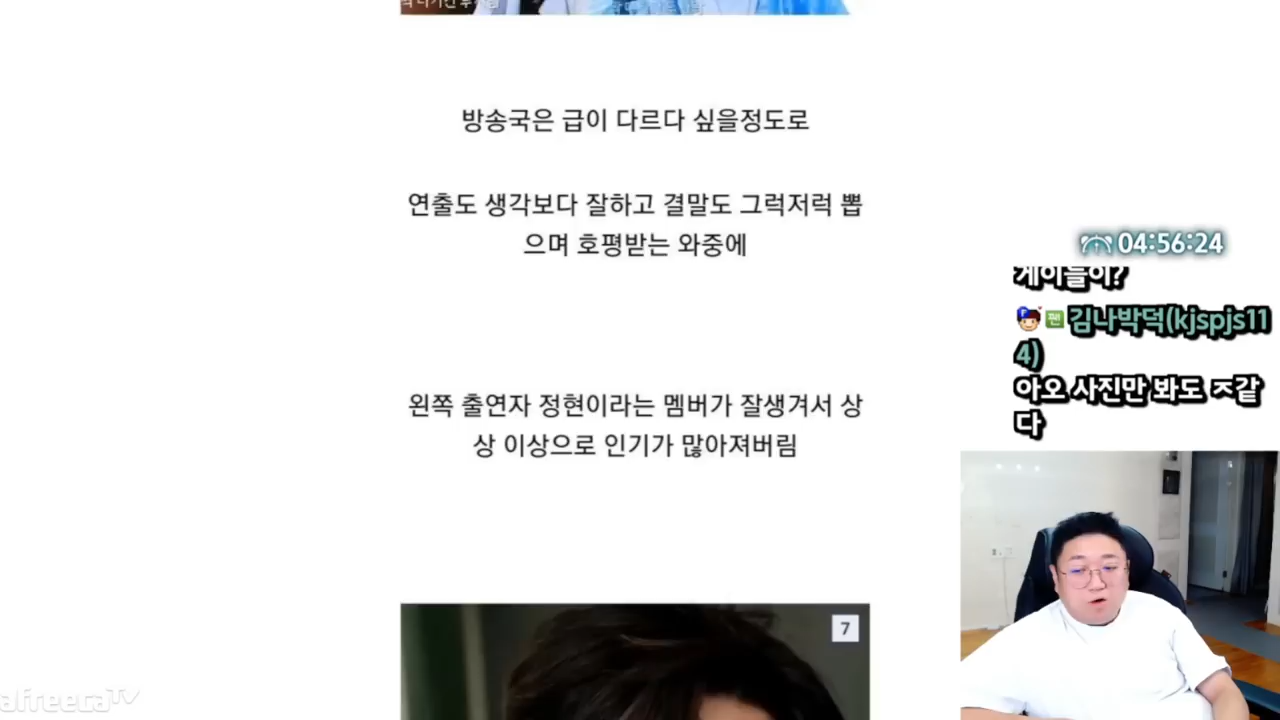 방송국은 급이 다르다 싶을정도로
연출도 생각보다 잘하고 결말도 그럭저럭 뽑
으며 호평받는 와중에
왼쪽 출연자 정현이라는 멤버가 잘생겨서 상
상 이상으로 인기가 많아져버림
7
04:56:24
게이들이?
팬 김나박덕(kjspjs11
4)
아오 사진만 봐도 ㅈ같
다
afreecaTV